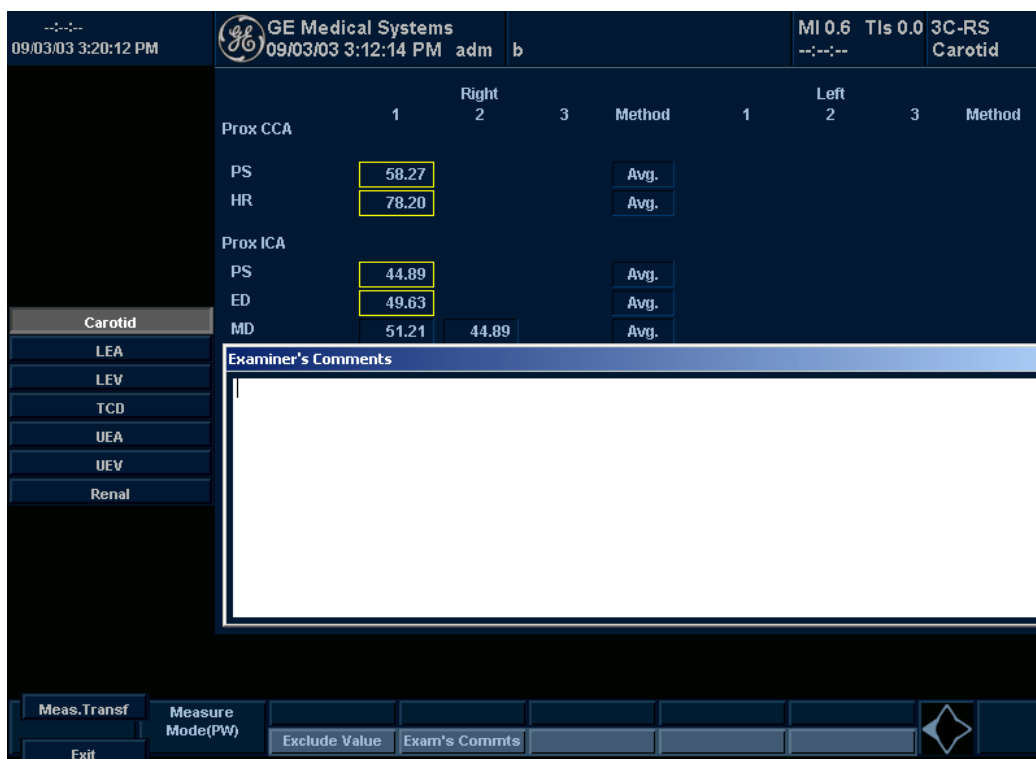 --:--:--
09/03/03 3:20:12 PM
GE Medical Systems
09/03/03 3:12:14 PM adm b
MI 0.6 TIs 0.0 3C-RS
--:--:-- Carotid
Right Left
1 2 3 Method 1 2 3 Method
Prox CCA
PS 58.27 Avg.
HR 78.20 Avg.
Prox ICA
PS 44.89 Avg.
ED 49.63 Avg.
MD 51.21 44.89 Avg.
Carotid
LEA
LEV
TCD
UEA
UEV
Renal
Examiner's Comments
Meas.Transf
Measure
Mode(PW)
Exclude Value Exam's Commts
Exit